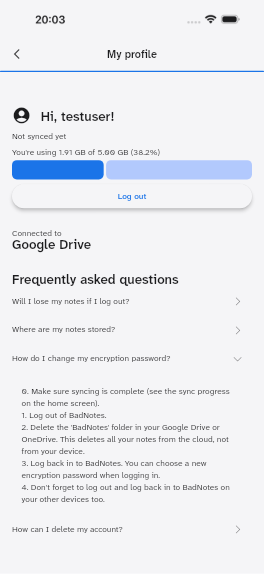 20:03
My profile
Hi, testuser!
Not synced yet
You're using 1.91 GB of 5.00 GB (38.2%)
Log out
Connected to
Google Drive
Frequently asked questions
Will I lose my notes if I log out?
Where are my notes stored?
How do I change my encryption password?
0. Make sure syncing is complete (see the sync progress
on the home screen).
1. Log out of BadNotes.
2. Delete the 'BadNotes' folder in your Google Drive or
OneDrive. This deletes all your notes from the cloud, not
from your device.
3. Log back in to BadNotes. You can choose a new
encryption password when logging in.
4. Don't forget to log out and log back in to BadNotes on
your other devices too.
How can I delete my account?